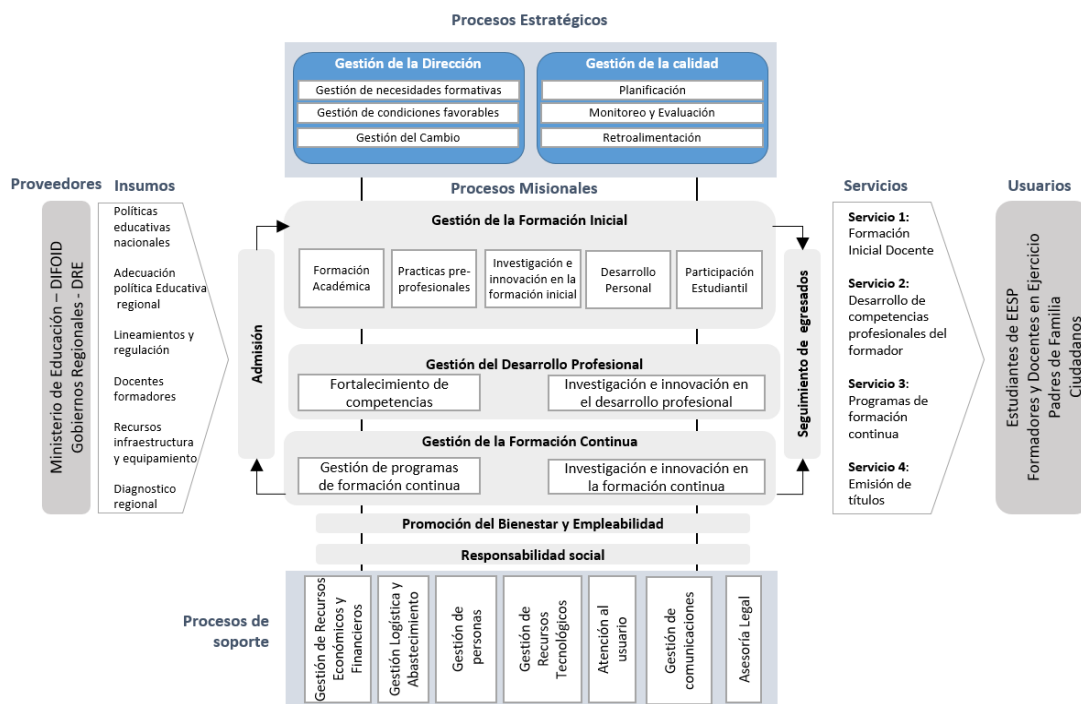 Procesos Estratégicos
Gestión de la Dirección
Gestión de necesidades formativas
Gestión de condiciones favorables
Gestión del Cambio
Gestión de la calidad
Planificación
Monitoreo y Evaluación
Retroalimentación
Proveedores
Ministerio de Educación – DIFOID
Gobiernos Regionales - DRE
Insumos
Políticas
educativas
nacionales
Adecuación
política Educativa
regional
Lineamientos y
regulación
Docentes
formadores
Recursos
infraestructura
y equipamiento
Diagnostico
regional
Procesos Misionales
Admisión
Gestión de la Formación Inicial
Formación
Académica
Practicas pre-
profesionales
Investigación e
innovación en la
formación inicial
Desarrollo
Personal
Participación
Estudiantil
Gestión del Desarrollo Profesional
Fortalecimiento de
competencias
Investigación e innovación en
el desarrollo profesional
Gestión de la Formación Continua
Gestión de programas
de formación continua
Investigación e innovación en
la formación continua
Seguimiento de egresados
Promoción del Bienestar y Empleabilidad
Responsabilidad social
Servicios
Servicio 1:
Formación
Inicial Docente
Servicio 2:
Desarrollo de
competencias
profesionales del
formador
Servicio 3:
Programas de
formación
continua
Servicio 4:
Emisión de
títulos
Usuarios
Estudiantes de EESP
Formadores y Docentes en Ejercicio
Padres de Familia
Ciudadanos
Procesos de
soporte
Gestión de Recursos
Económicos y
Financieros
Gestión Logística y
Abastecimiento
Gestión de
personas
Gestión de
Recursos
Tecnológicos
Atención al
usuario
Gestión de
comunicaciones
Asesoría Legal